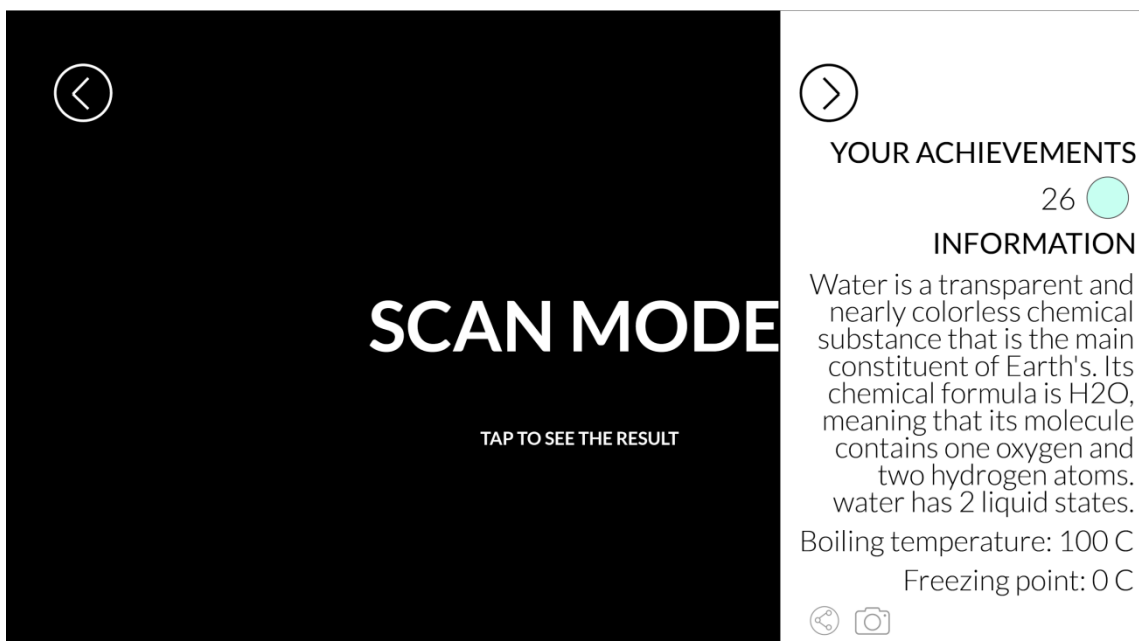 SCAN MODE
TAP TO SEE THE RESULT
YOUR ACHIEVEMENTS
26
INFORMATION
Water is a transparent and
nearly colorless chemical
substance that is the main
constituent of Earth's. Its
chemical formula is H2O,
meaning that its molecule
contains one oxygen and
two hydrogen atoms.
water has 2 liquid states.
Boiling temperature: 100 C
Freezing point: 0 C